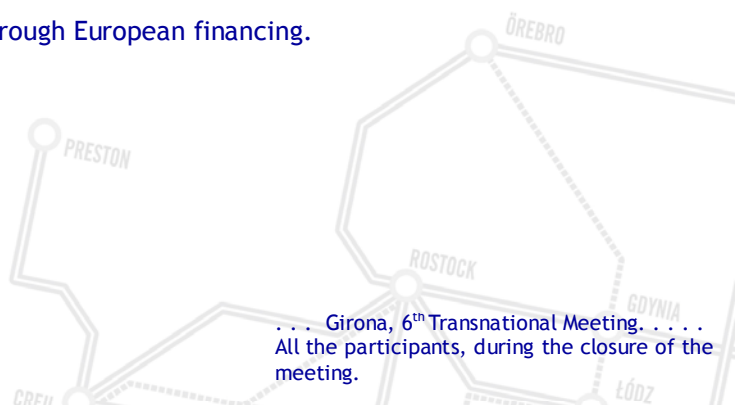 rough European financing.
ÖREBRO
PRESTON
ROSTOCK
GDYNIA
. . . Girona, 6th Transnational Meeting. . . . .
All the participants, during the closure of the
meeting.
CREIL
ŁÓDZ